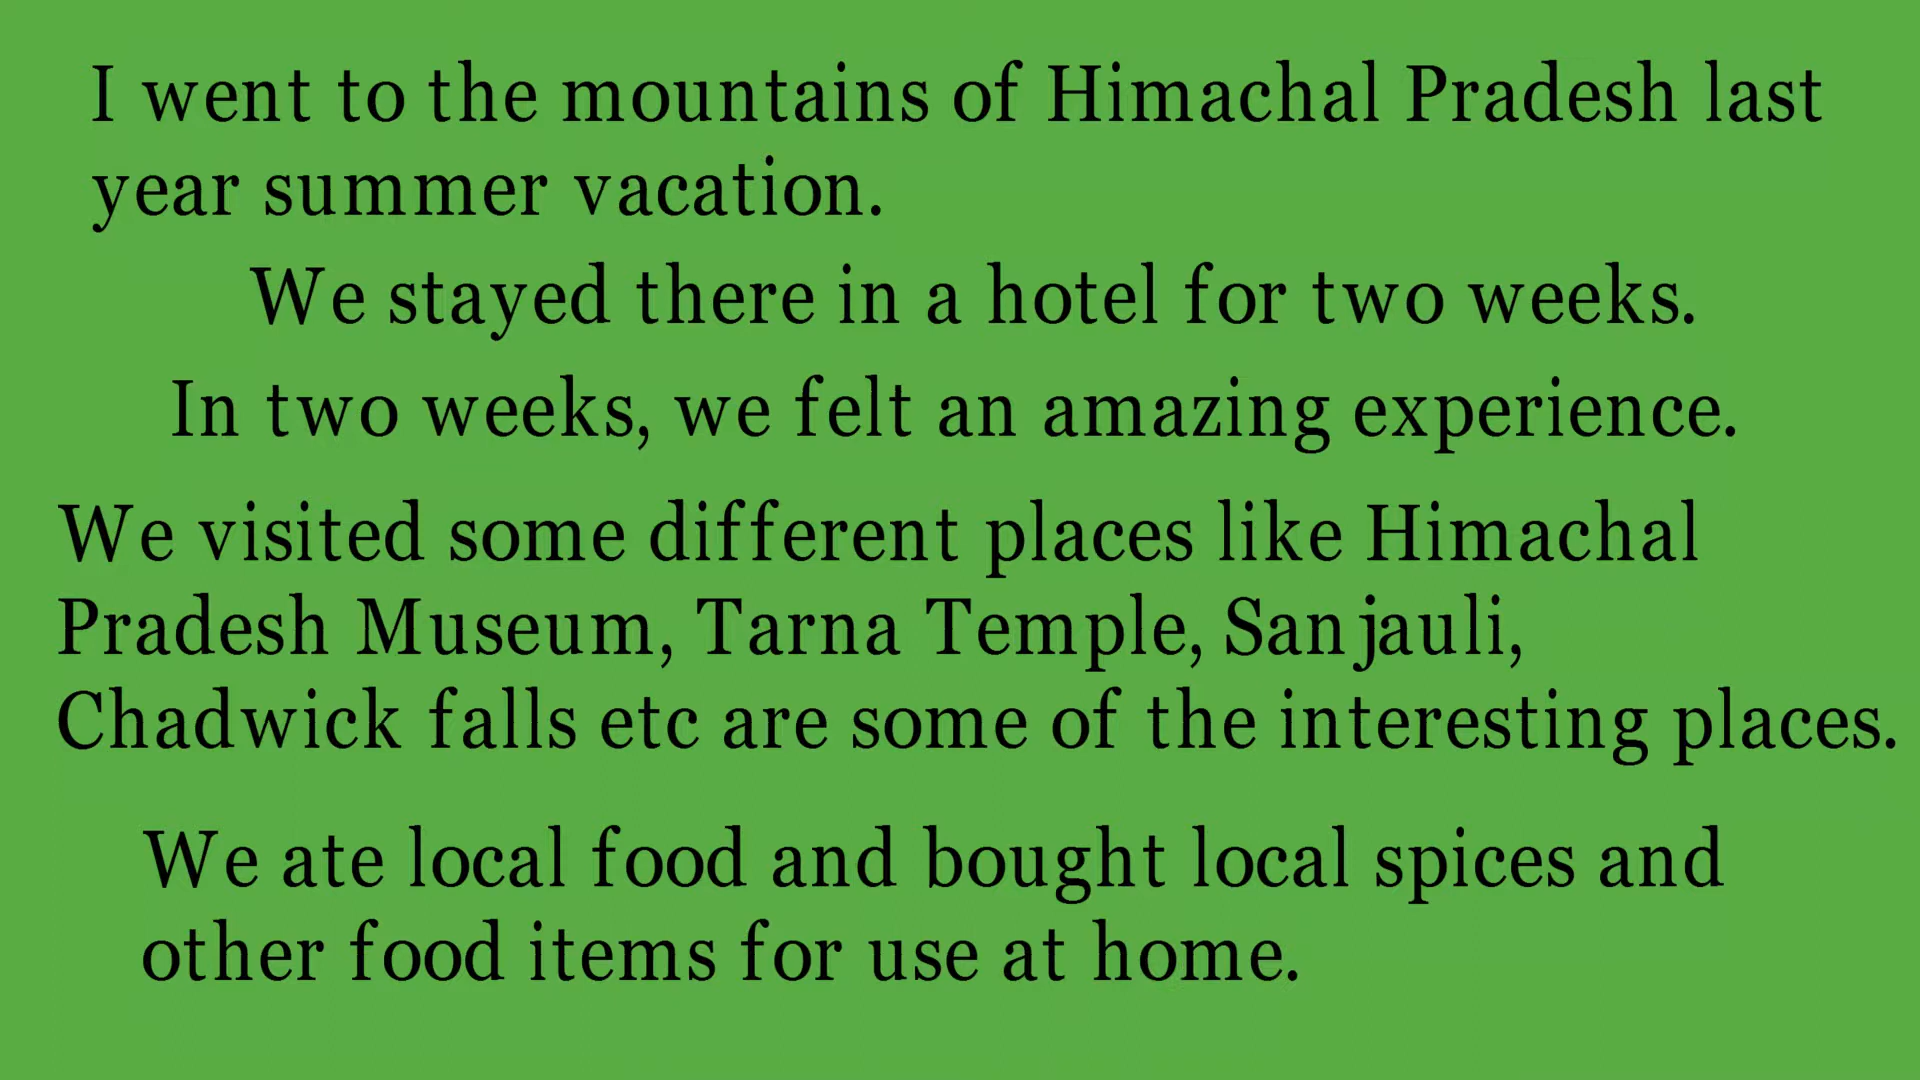 I went to the mountains of Himachal Pradesh last
year summer vacation.
We stayed there in a hotel for two weeks.
In two weeks, we felt an amazing experience.
We visited some different places like Himachal
Pradesh Museum, Tarna Temple, Sanjauli,
Chadwick falls etc are some of the interesting places.
We ate local food and bought local spices and
other food items for use at home.